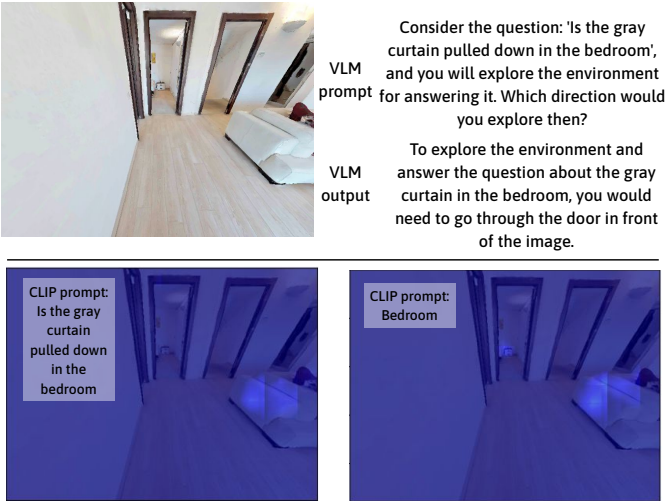 VLM
prompt
Consider the question: 'Is the gray
curtain pulled down in the bedroom',
and you will explore the environment
for answering it. Which direction would
you explore then?
VLM
output
To explore the environment and
answer the question about the gray
curtain in the bedroom, you would
need to go through the door in front
of the image.
CLIP prompt:
Is the gray
curtain
pulled down
in the
bedroom
CLIP prompt:
Bedroom